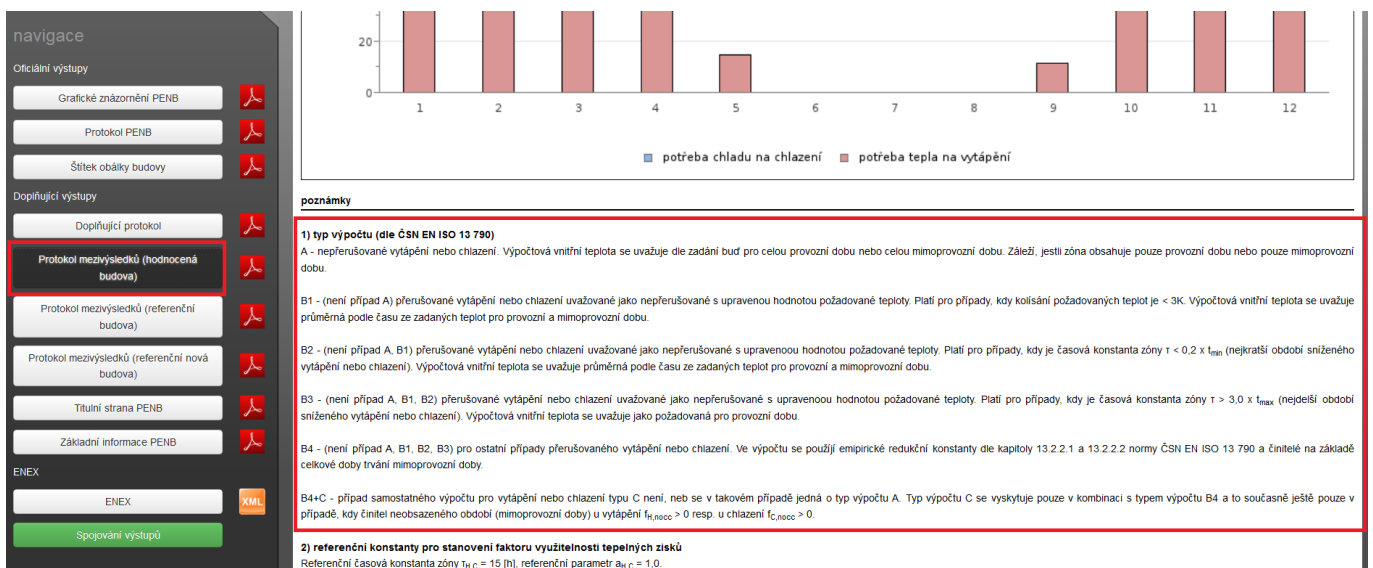 navigace
Oficiální výstupy
Grafické znázornění PENB
Protokol PENB
Štítek obálky budovy
Doplňující výstupy
Doplňující protokol
Protokol mezivýsledků (hodnocená
budova)
Protokol mezivýsledků (referenční
budova)
Protokol mezivýsledků (referenční nová
budova)
Titulní strana PENB
Základní informace PENB
ENEX
ENEX
XML
Spojování výstupů
20
0
1 2 3 4 5 6 7 8 9 10 11 12
potřeba chladu na chlazení potřeba tepla na vytápění
poznámky
1) typ výpočtu (dle ČSN EN ISO 13 790)
A - nepřerušované vytápění nebo chlazení. Výpočtová vnitřní teplota se uvažuje dle zadání buď pro celou provozní dobu nebo celou mimoprovozní dobu. Záleží, jestli zóna obsahuje pouze provozní dobu nebo pouze mimoprovozní
dobu.
B1 - (není případ A) přerušované vytápění nebo chlazení uvažované jako nepřerušované s upravenou hodnotou požadované teploty. Platí pro případy, kdy kolísání požadovaných teplot je < 3K. Výpočtová vnitřní teplota se uvažuje
průměrná podle času ze zadaných teplot pro provozní a mimoprovozní dobu.
B2 - (není případ A, B1) přerušované vytápění nebo chlazení uvažované jako nepřerušované s upravenoou hodnotou požadované teploty. Platí pro případy, kdy je časová konstanta zóny τ < 0,2 x tmin (nejkratší období sníženého
vytápění nebo chlazení). Výpočtová vnitřní teplota se uvažuje průměrná podle času ze zadaných teplot pro provozní a mimoprovozní dobu.
B3 - (není případ A, B1, B2) přerušované vytápění nebo chlazení uvažované jako nepřerušované s upravenoou hodnotou požadované teploty. Platí pro případy, kdy je časová konstanta zóny τ > 3,0 x tmax (nejdelší období
sníženého vytápění nebo chlazení). Výpočtová vnitřní teplota se uvažuje jako požadovaná pro provozní dobu.
B4 - (není případ A, B1, B2, B3) pro ostatní případy přerušovaného vytápění nebo chlazení. Ve výpočtu se použíjí empirické redukční konstanty dle kapitoly 13.2.2.1 a 13.2.2.2 normy ČSN EN ISO 13 790 a činitelé na základě
celkové doby trvání mimoprovozní doby.
B4+C - případ samostatného výpočtu pro vytápění nebo chlazení typu C není, neb se v takovém případě jedná o typ výpočtu A. Typ výpočtu C se vyskytuje pouze v kombinaci s typem výpočtu B4 a to současně ještě pouze v
případě, kdy činitel neobsazeného období (mimoprovozní doby) u vytápění fH,nocc > 0 resp. u chlazení fC,nocc > 0.
2) referenční konstanty pro stanovení faktoru využitelnosti tepelných zisků
Referenční časová konstanta zóny τH,C = 15 [h], referenční parametr aH,C = 1,0.